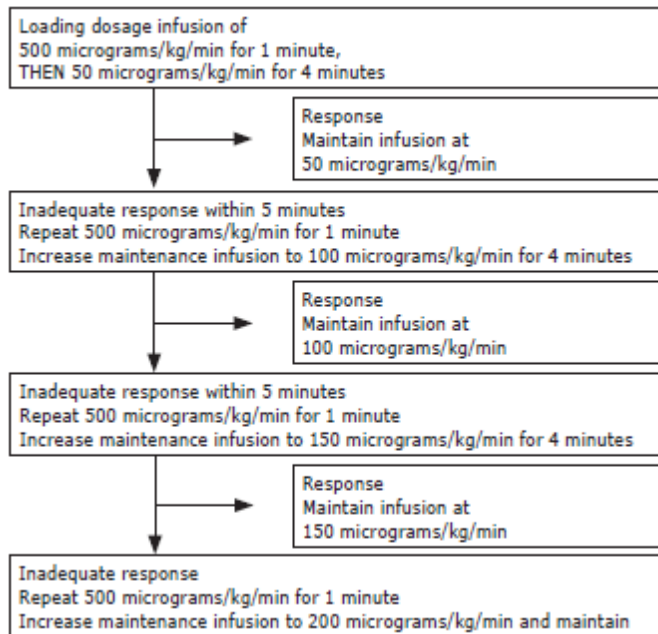 Loading dosage infusion of
500 micrograms/kg/min for 1 minute,
THEN 50 micrograms/kg/min for 4 minutes
Response
Maintain infusion at
50 micrograms/kg/min
Inadequate response within 5 minutes
Repeat 500 micrograms/kg/min for 1 minute
Increase maintenance infusion to 100 micrograms/kg/min for 4 minutes
Response
Maintain infusion at
100 micrograms/kg/min
Inadequate response within 5 minutes
Repeat 500 micrograms/kg/min for 1 minute
Increase maintenance infusion to 150 micrograms/kg/min for 4 minutes
Response
Maintain infusion at
150 micrograms/kg/min
Inadequate response
Repeat 500 micrograms/kg/min for 1 minute
Increase maintenance infusion to 200 micrograms/kg/min and maintain